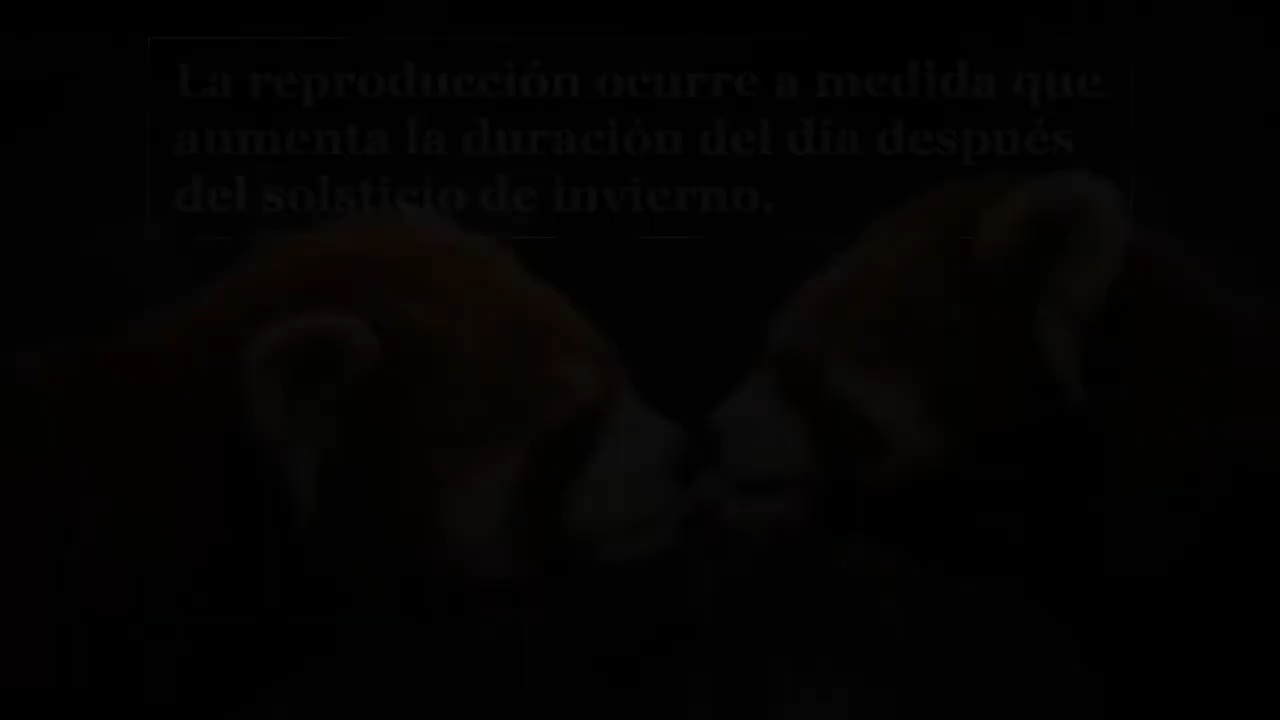 La reproducción ocurre a medida que
aumenta la duración del día después
del solsticio de invierno.